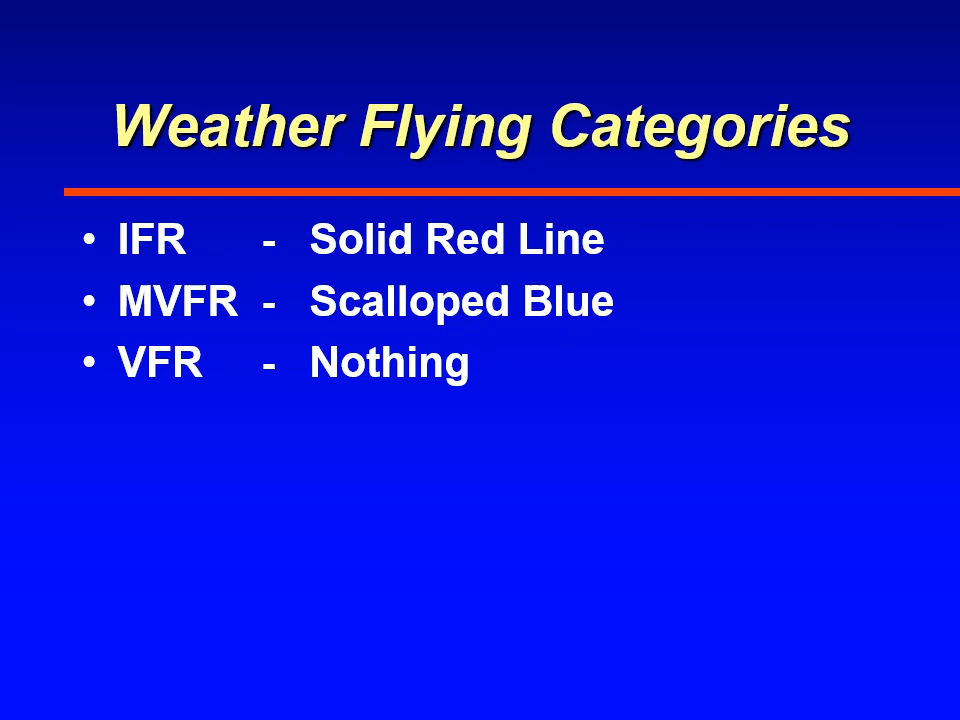 Weather Flying Categories
• IFR - Solid Red Line
• MVFR - Scalloped Blue
• VFR - Nothing